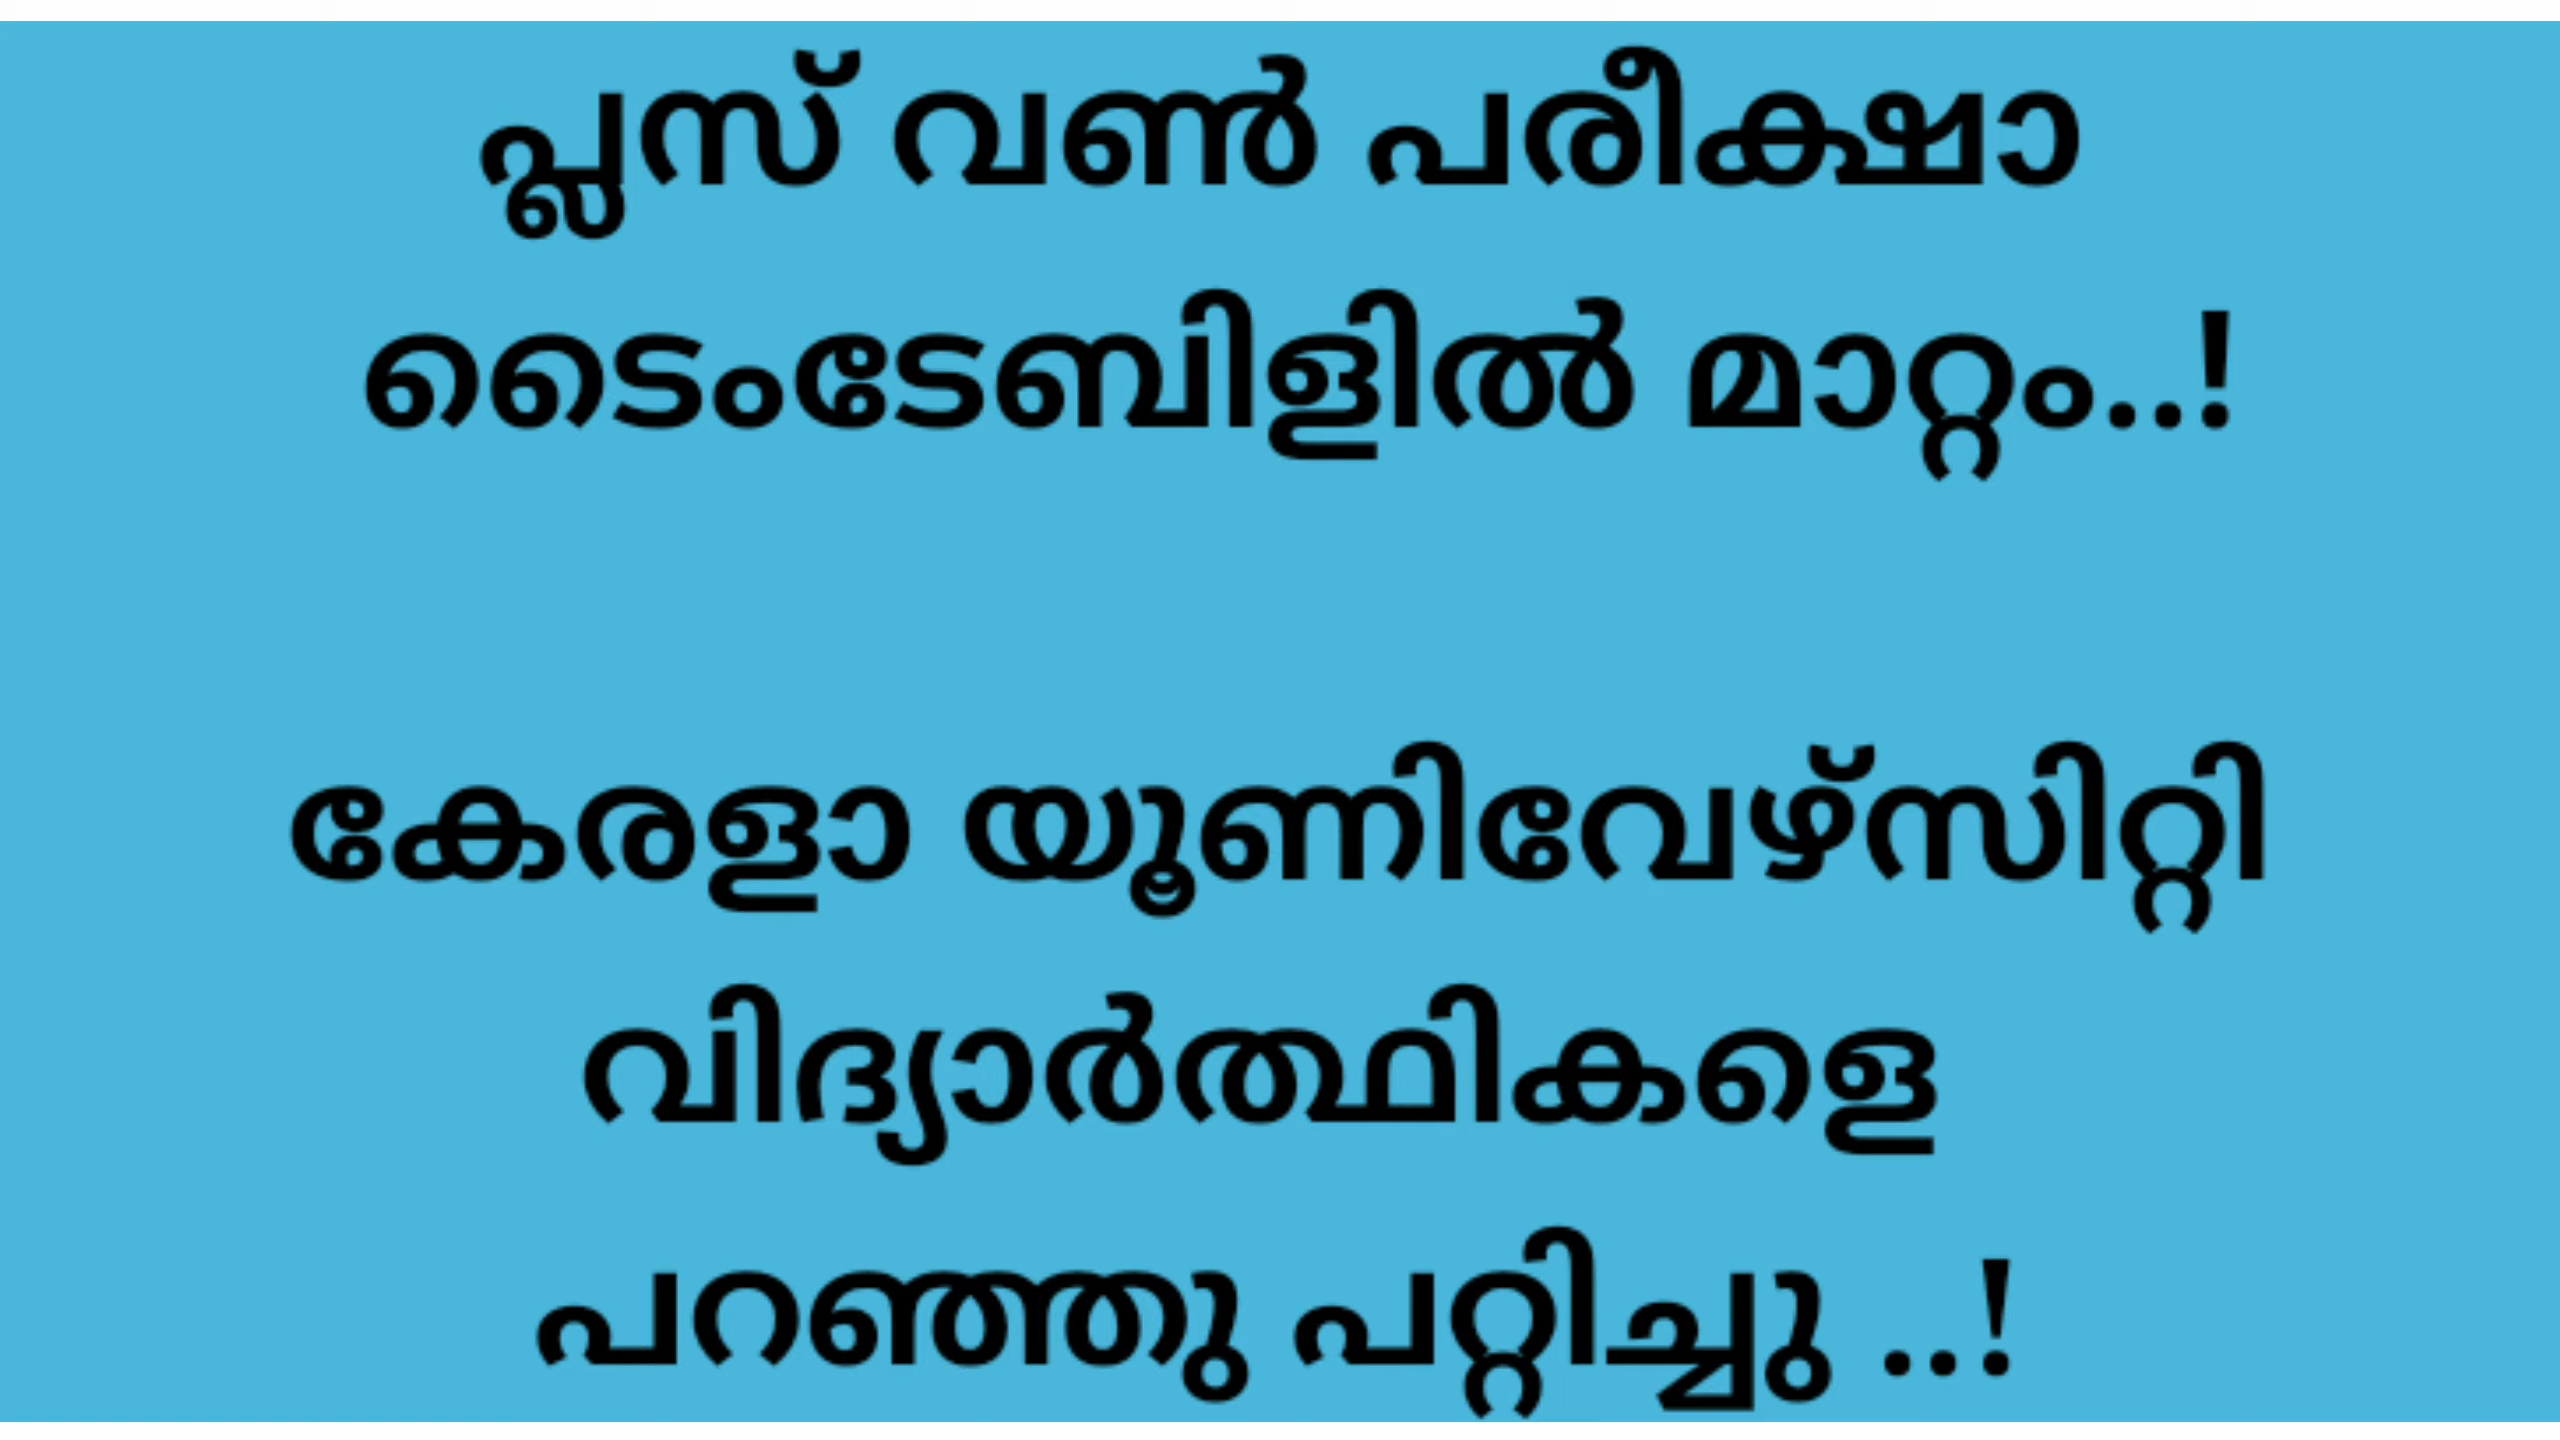 പ്ലസ് വൺ പരീക്ഷാ
ടൈംടേബിളിൽ മാറ്റം..!
കേരളാ യൂണിവേഴ്സിറ്റി
വിദ്യാർത്ഥികളെ
പറഞ്ഞു പറ്റിച്ചു ..!